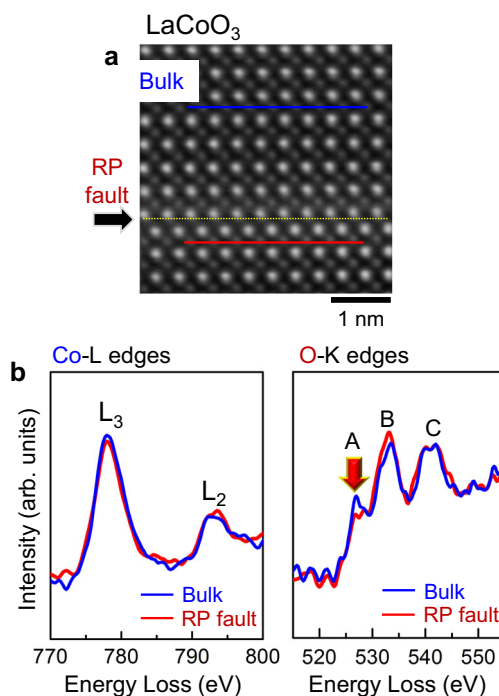 LaCoO₃
a
Bulk
RP
fault
1 nm
b
Co-L edges
O-K edges
Intensity (arb. units)
L₃
L₂
A
B
C
Bulk
RP fault
Bulk
RP fault
770 780 790 800
520 530 540 550
Energy Loss (eV)
Energy Loss (eV)